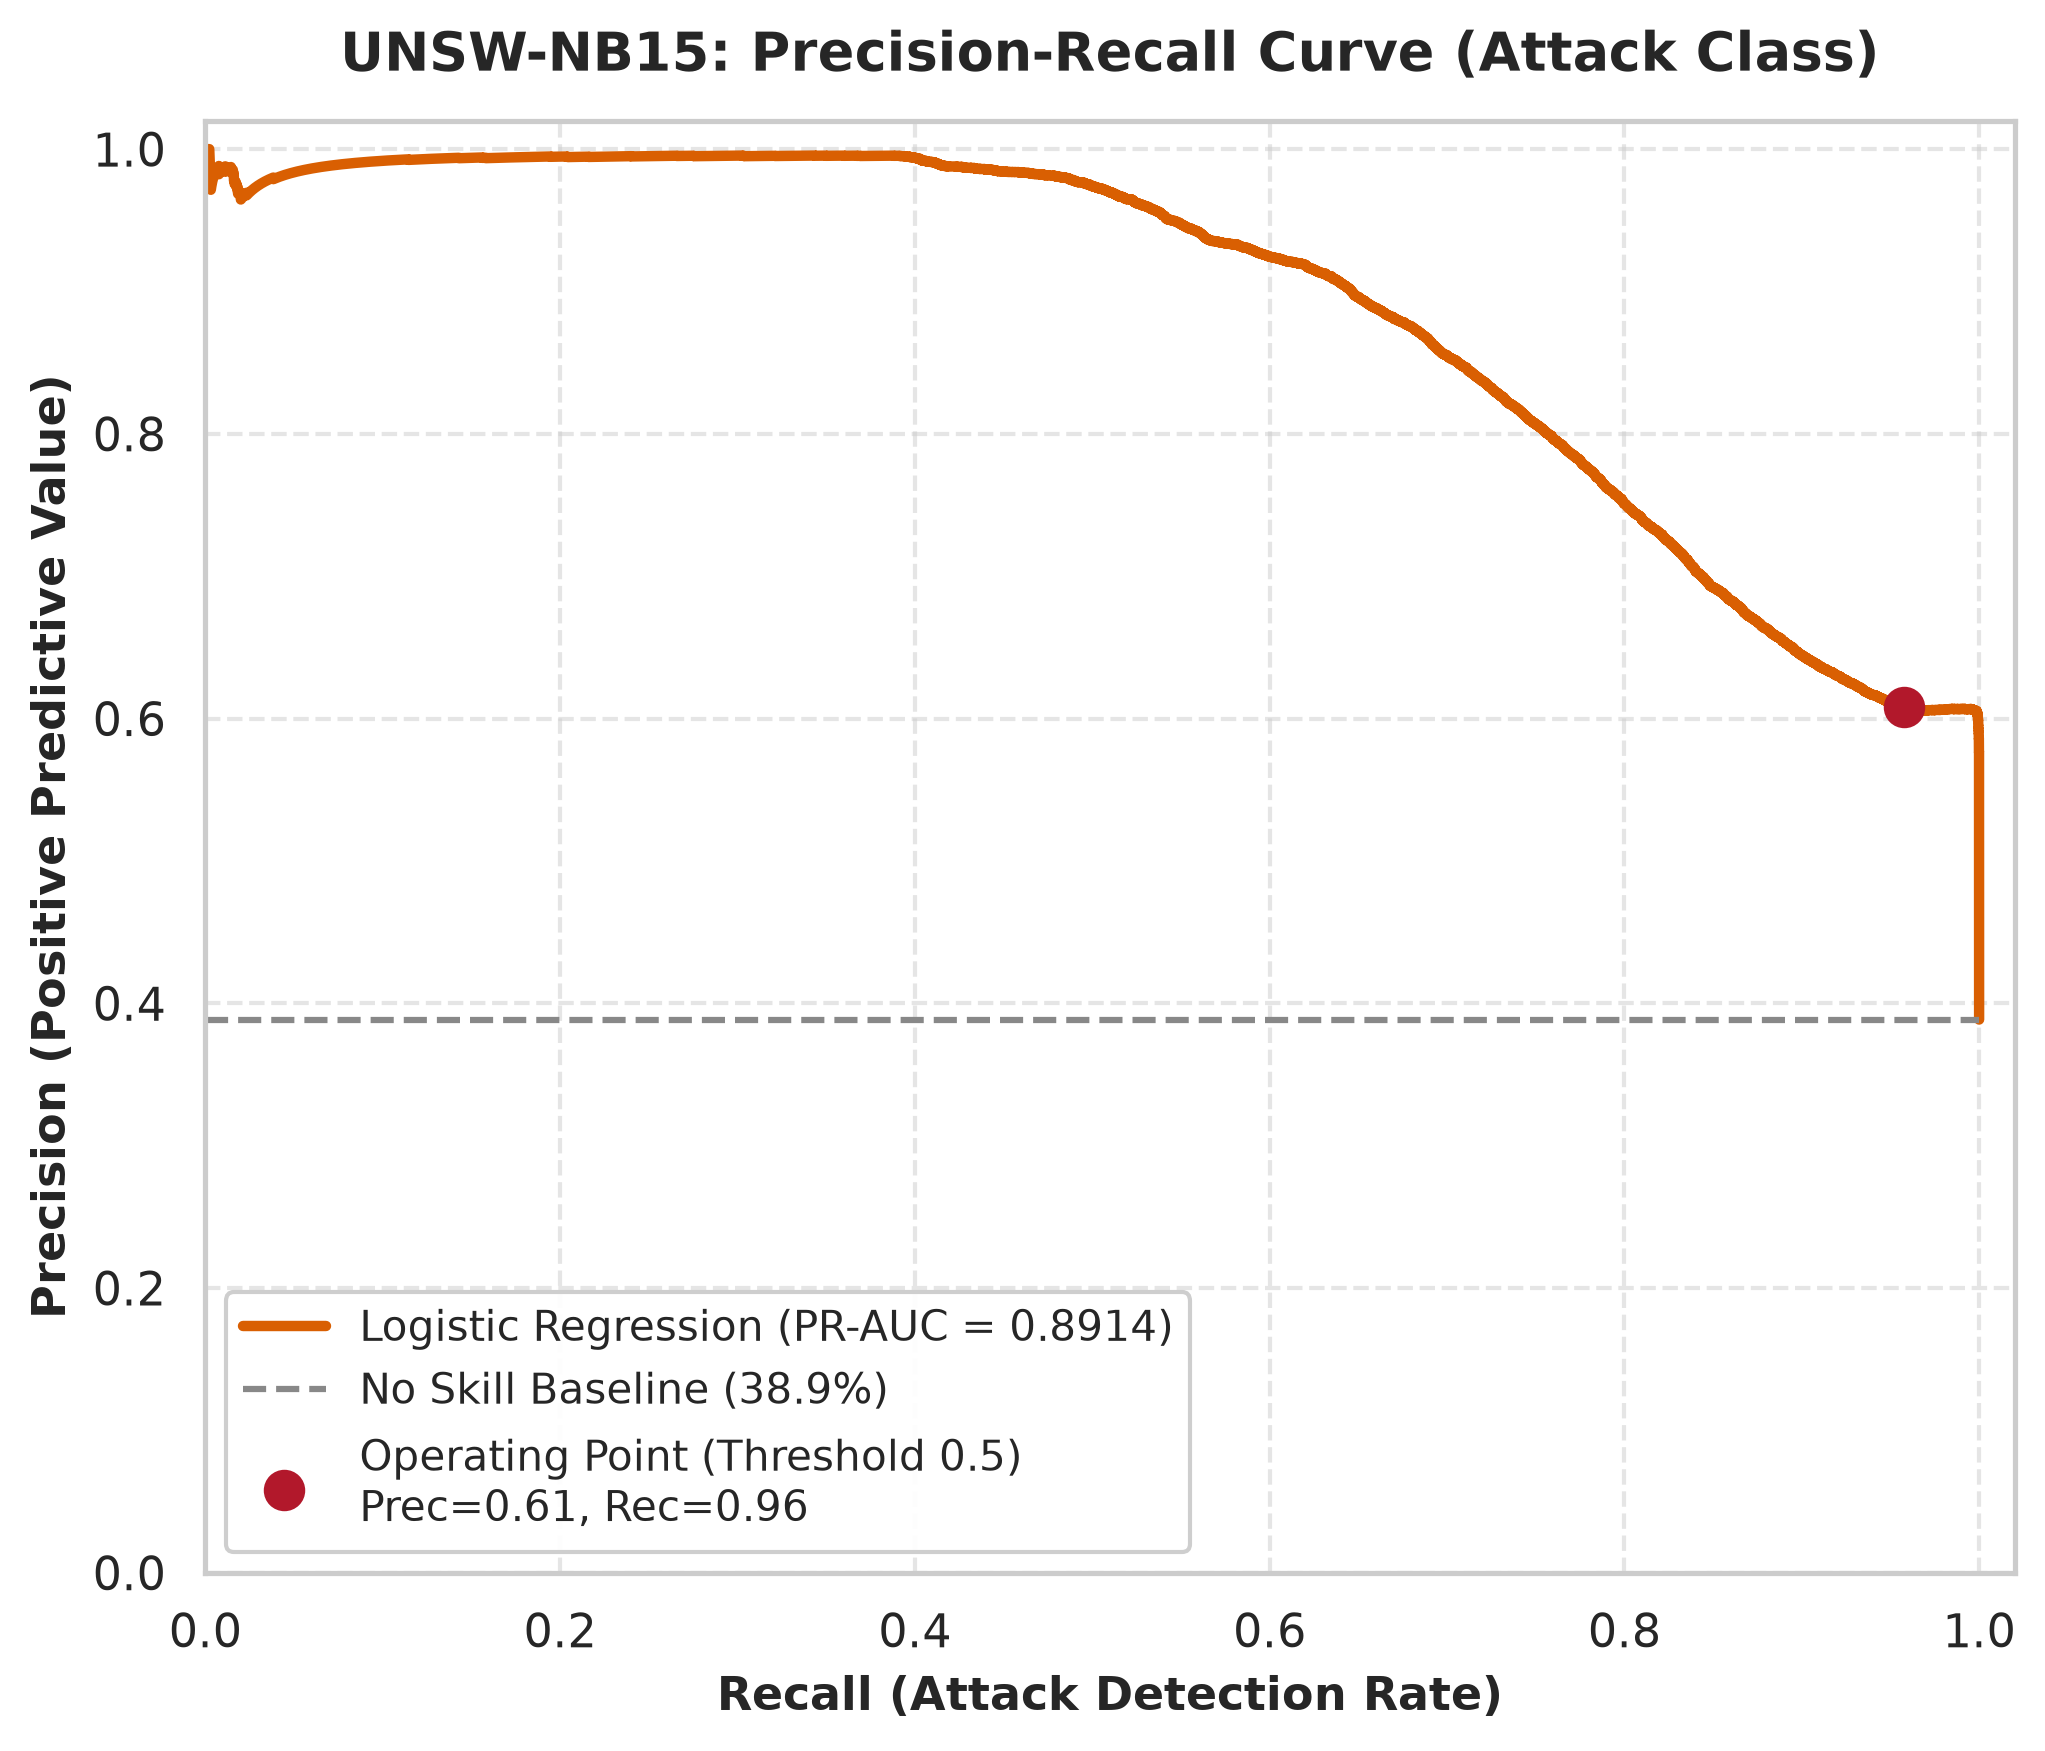 UNSW-NB15: Precision-Recall Curve (Attack Class)
Precision (Positive Predictive Value)
1.0
0.8
0.6
0.4
0.2
0.0
Logistic Regression (PR-AUC = 0.8914)
No Skill Baseline (38.9%)
Operating Point (Threshold 0.5)
Prec=0.61, Rec=0.96
0.0 0.2 0.4 0.6 0.8 1.0
Recall (Attack Detection Rate)